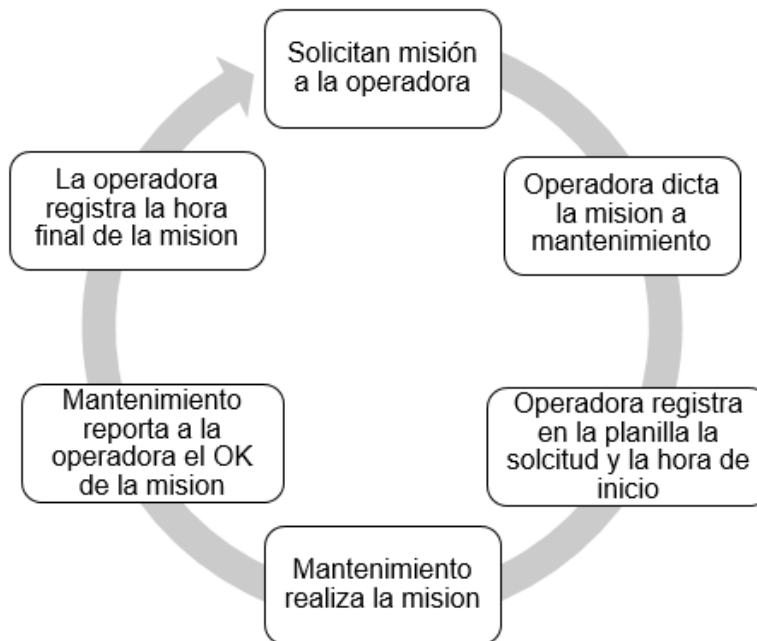 Solicitan misión
a la operadora
Operadora dicta
la mision a
mantenimiento
Operadora registra
en la planilla la
solcitud y la hora de
inicio
Mantenimiento
realiza la mision
Mantenimiento
reporta a la
operadora el OK
de la mision
La operadora
registra la hora
final de la mision